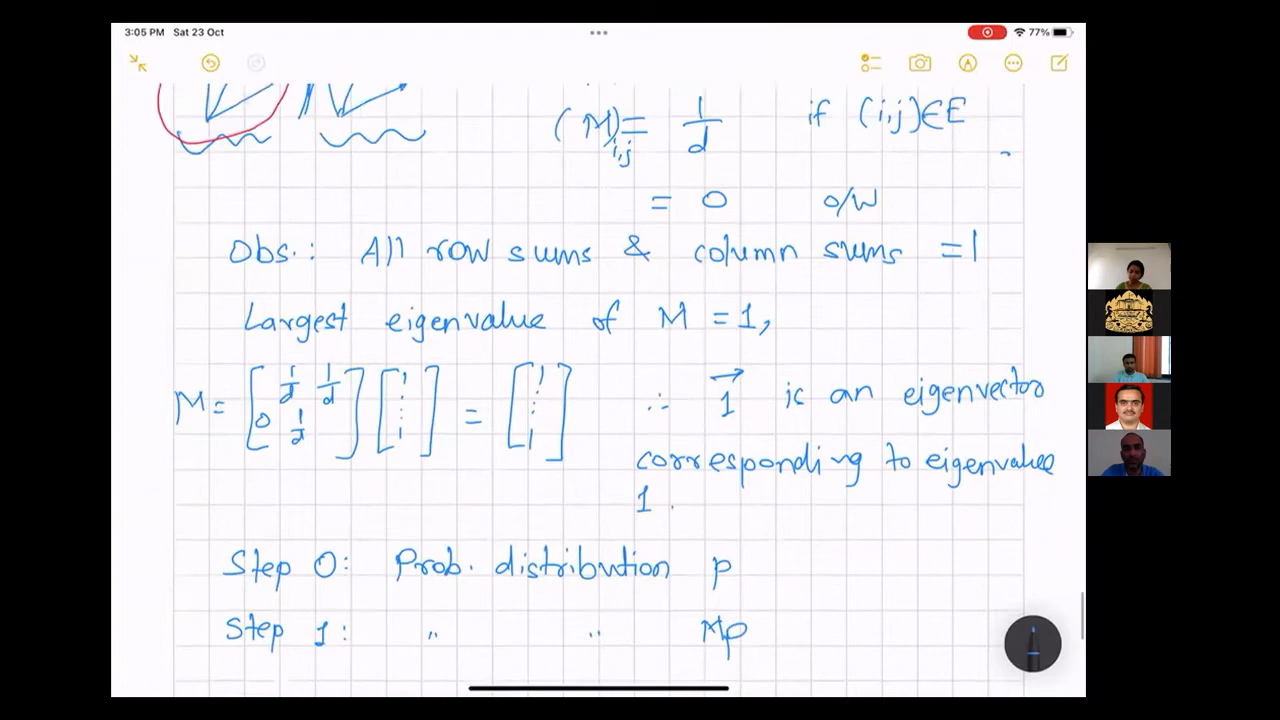 3:05 PM Sat 23 Oct
77%
(M)i,j = 1/d if (i,j)∈E
= 0 o/w
Obs.: All row sums & column sums =1
Largest eigenvalue of M =1,
M = [ 1/d 1/d 0 1/d ] [ 1 ⋮ 1 ] = [ 1 ⋮ 1 ] ∴ 1⃗ is an eigenvector
corresponding to eigenvalue
1.
Step 0: Prob. distribution p
Step 1: " " Mp